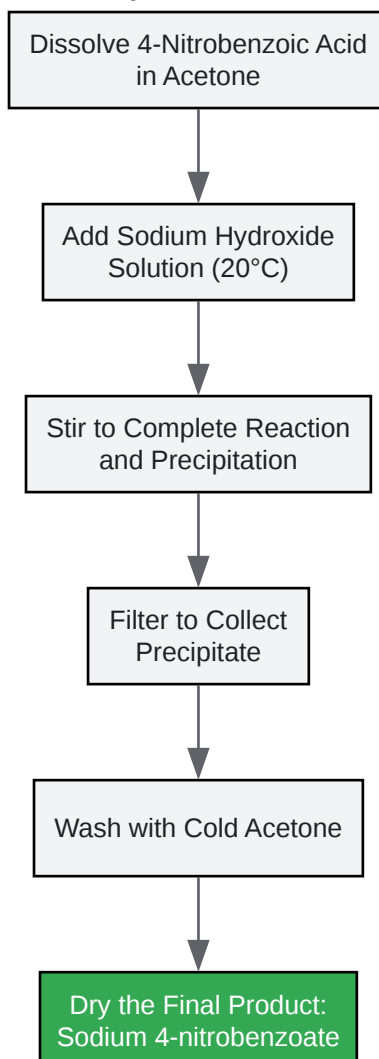 Dissolve 4-Nitrobenzoic Acid
in Acetone
Add Sodium Hydroxide
Solution (20°C)
Stir to Complete Reaction
and Precipitation
Filter to Collect
Precipitate
Wash with Cold Acetone
Dry the Final Product:
Sodium 4-nitrobenzoate